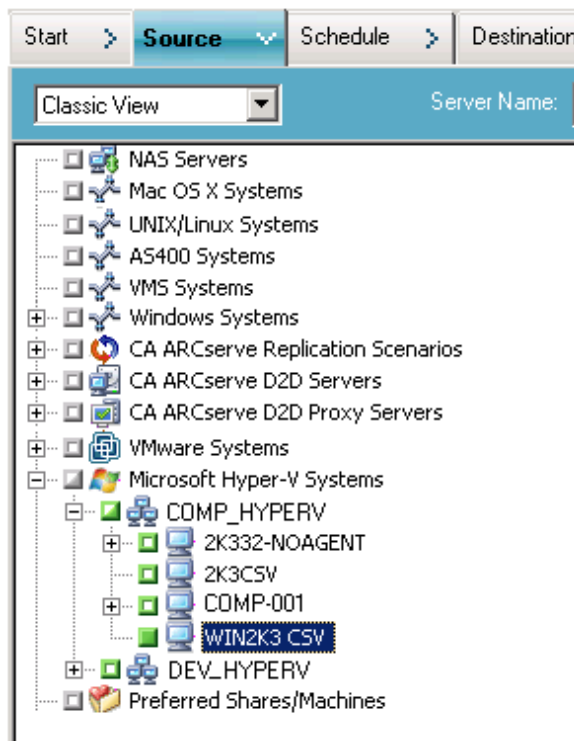 Start Source Schedule Destination
Classic View Server Name:
NAS Servers
Mac OS X Systems
UNIX/Linux Systems
AS400 Systems
VMS Systems
Windows Systems
CA ARCserve Replication Scenarios
CA ARCserve D2D Servers
CA ARCserve D2D Proxy Servers
VMware Systems
Microsoft Hyper-V Systems
COMP_HYPERV
2K332-NOAGENT
2K3CSV
COMP-001
WIN2K3 CSV
DEV_HYPERV
Preferred Shares/Machines